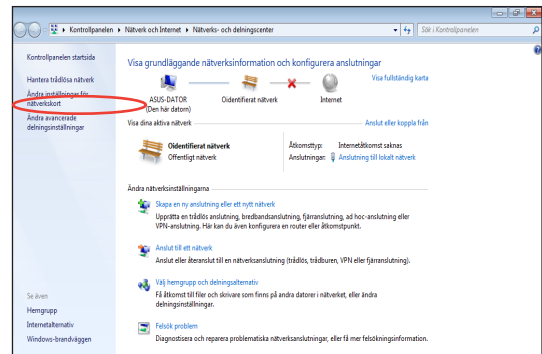 Kontrollpanelen ▸ Nätverk och Internet ▸ Nätverks- och delningscenter
Sök i Kontrollpanelen
Kontrollpanelen startsida
Hantera trådlösa nätverk
Ändra inställningar för
nätverkskort
Ändra avancerade
delningsinställningar
Se även
Hemgrupp
Internetalternativ
Windows-brandväggen
Visa grundläggande nätverksinformation och konfigurera anslutningar
Visa fullständig karta
ASUS-DATOR
(Den här datorn)
Oidentifierat nätverk
Internet
Visa dina aktiva nätverk
Anslut eller koppla från
Oidentifierat nätverk
Offentligt nätverk
Åtkomsttyp: Internetåtkomst saknas
Anslutningar: Anslutning till lokalt nätverk
Ändra nätverksinställningarna
Skapa en ny anslutning eller ett nytt nätverk
Upprätta en trådlös anslutning, bredbandsanslutning, fjärranslutning, ad hoc-anslutning eller
VPN-anslutning. Här kan du även konfigurera en router eller åtkomstpunkt.
Anslut till ett nätverk
Anslut eller återanslut till en nätverksanslutning (trådlös, trådburen, VPN eller fjärranslutning).
Välj hemgrupp och delningsalternativ
Få åtkomst till filer och skrivare som finns på andra datorer i nätverket, eller ändra
delningsinställningar.
Felsök problem
Diagnostisera och reparera problematiska nätverksanslutningar, eller få mer felsökningsinformation.